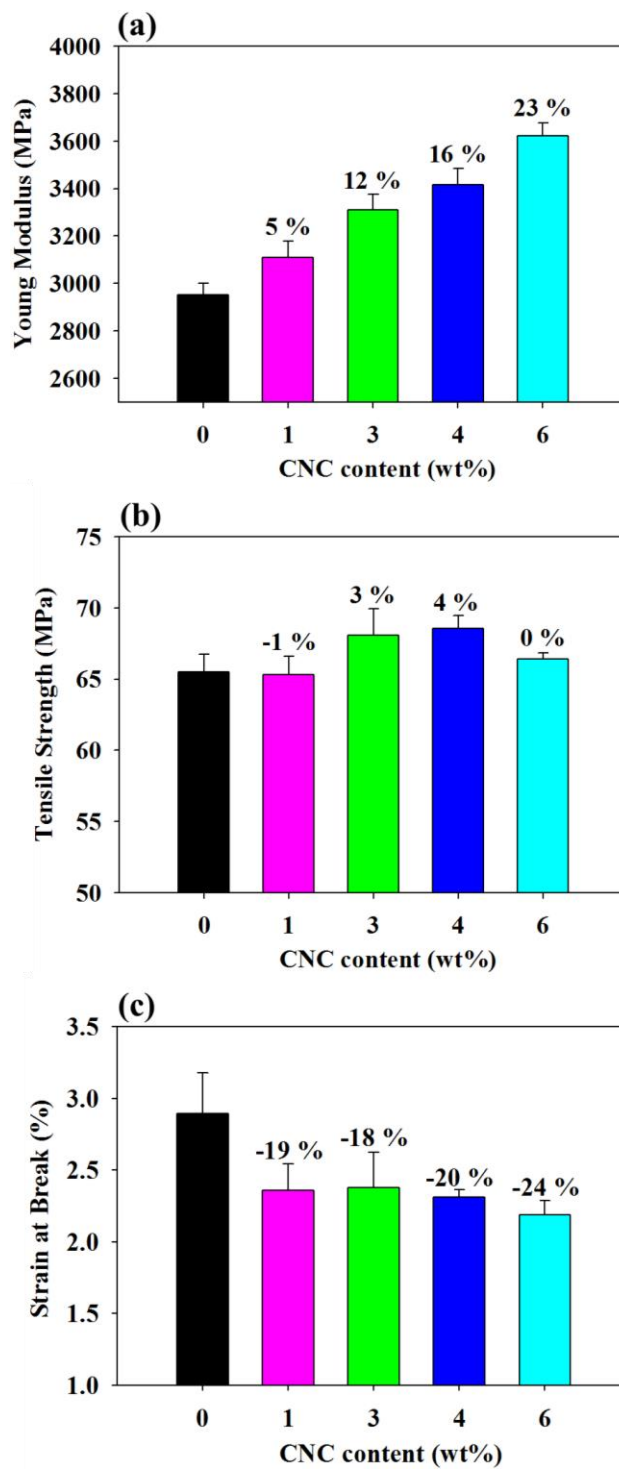 (a)
Young Modulus (MPa)
4000
3800
3600
3400
3200
3000
2800
2600
5 %
12 %
16 %
23 %
0 1 3 4 6
CNC content (wt%)
(b)
Tensile Strength (MPa)
75
70
65
60
55
50
-1 %
3 %
4 %
0 %
0 1 3 4 6
CNC content (wt%)
(c)
Strain at Break (%)
3.5
3.0
2.5
2.0
1.5
1.0
-19 %
-18 %
-20 %
-24 %
0 1 3 4 6
CNC content (wt%)